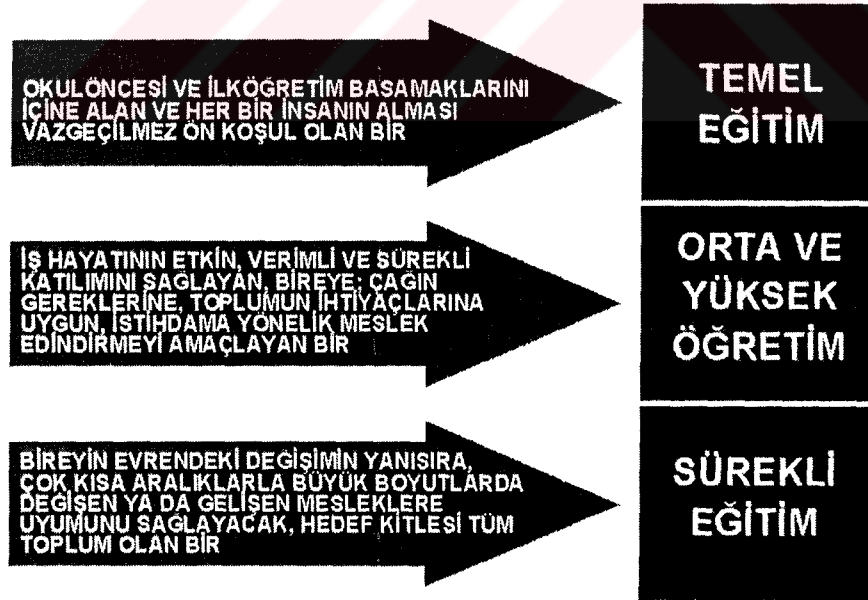 OKULÖNCESİ VE İLKÖĞRETİM BASAMAKLARINI
İÇİNE ALAN VE HER BİR İNSANIN ALMASI
VAZGEÇİLMEZ ÖN KOŞUL OLAN BİR
TEMEL
EĞİTİM
İŞ HAYATININ ETKİN, VERİMLİ VE SÜREKLİ
KATILIMINI SAĞLAYAN, BİREYE; ÇAĞIN
GEREKLERİNE, TOPLUMUN İHTİYAÇLARINA
UYGUN, İSTİHDAMA YÖNELİK MESLEK
EDİNDİRMEYİ AMAÇLAYAN BİR
ORTA VE
YÜKSEK
ÖĞRETİM
BİREYİN EVRENDEKİ DEĞİŞİMİN YANISIRA,
ÇOK KISA ARALIKLARLA BÜYÜK BOYUTLARDA
DEĞİŞEN YA DA GELİŞEN MESLEKLERE
UYUMUNU SAĞLAYACAK, HEDEF KİTLESİ TÜM
TOPLUM OLAN BİR
SÜREKLİ
EĞİTİM